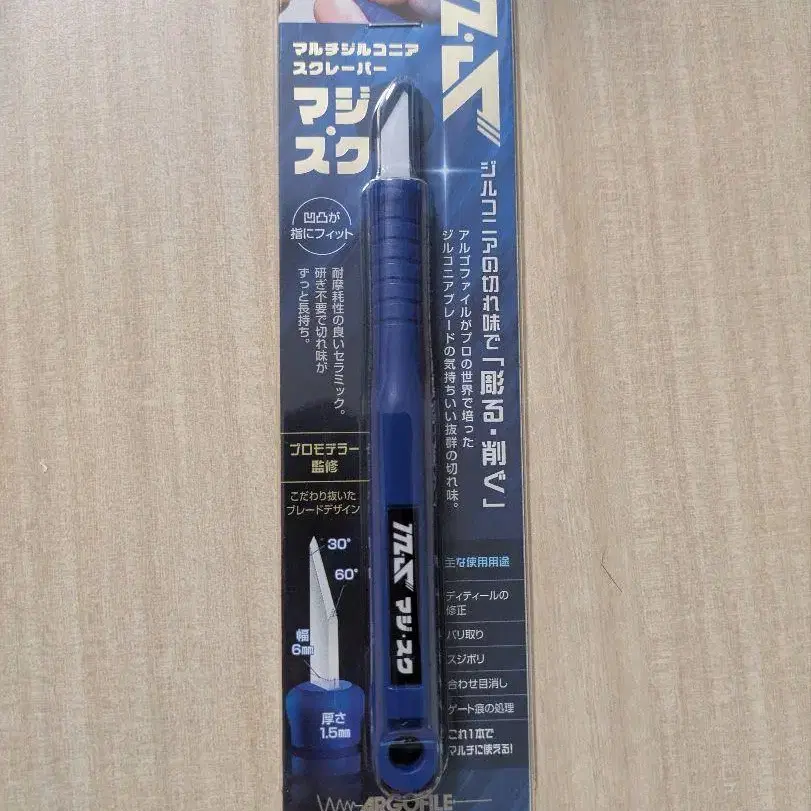 マルチジルコニア
スクレーパー
マジ
・
スク
凹凸が
指にフィット
耐摩耗性の良いセラミック。
研ぎ不要で切れ味が
ずっと長持ち。
プロモデラー
監修
こだわり抜いた
ブレードデザイン
30°
60°
幅
6mm
厚さ
1.5mm
ジルコニアの切れ味で「彫る・削ぐ」
アルゴファイルがプロの世界で培った
ジルコニアブレードの気持ちいい抜群の切れ味。
マジ・スク
主な使用用途
ディティールの
修正
バリ取り
スジボリ
合わせ目消し
ゲート痕の処理
これ1本で
マルチに使える!
ARGOFILE